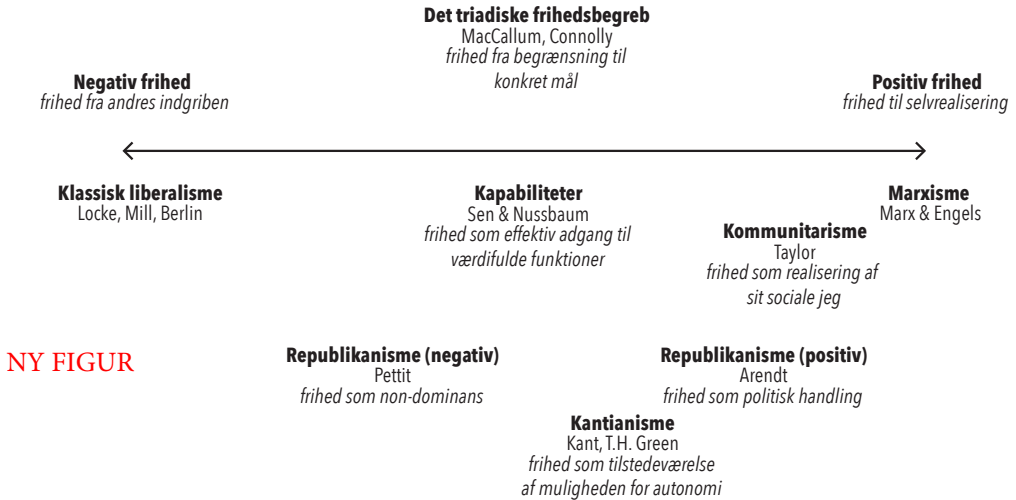 Det triadiske frihedsbegreb
MacCallum, Connolly
frihed fra begrænsning til
konkret mål
Negativ frihed
frihed fra andres indgriben
Positiv frihed
frihed til selvrealisering
Klassisk liberalisme
Locke, Mill, Berlin
Kapabiliteter
Sen & Nussbaum
frihed som effektiv adgang til
værdifulde funktioner
Marxisme
Marx & Engels
Kommunitarisme
Taylor
frihed som realisering af
sit sociale jeg
NY FIGUR
Republikanisme (negativ)
Pettit
frihed som non-dominans
Republikanisme (positiv)
Arendt
frihed som politisk handling
Kantianisme
Kant, T.H. Green
frihed som tilstedeværelse
af muligheden for autonomi